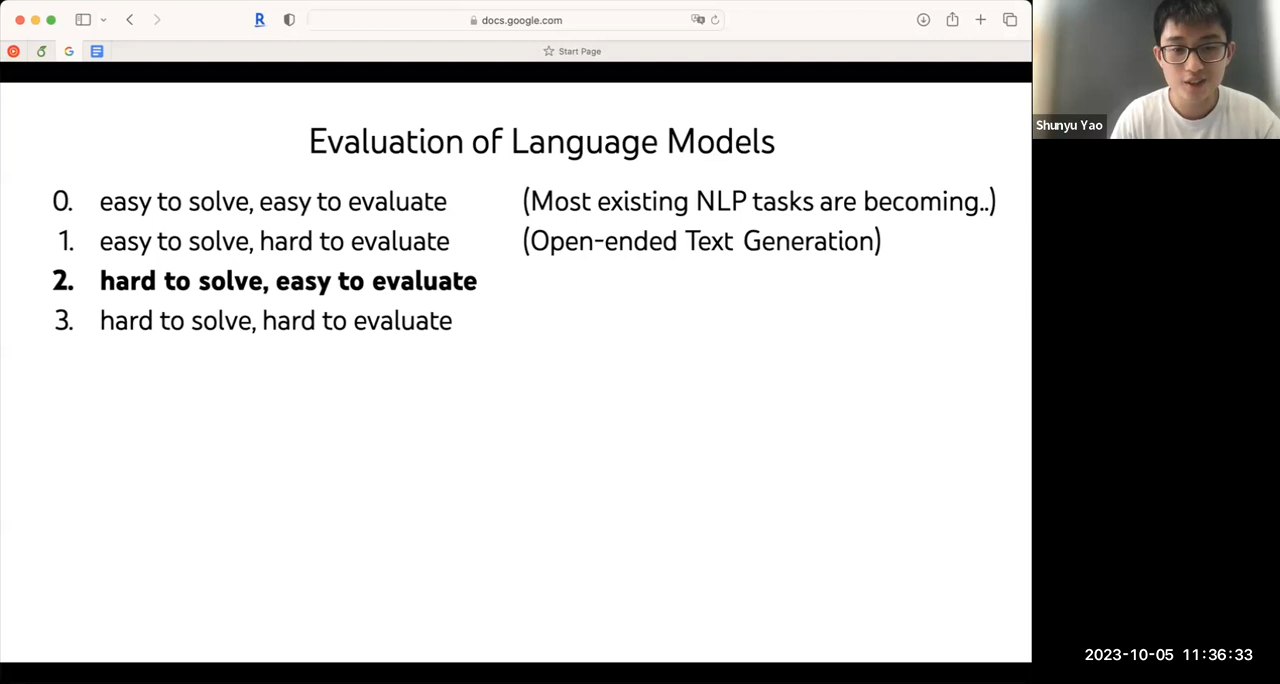 R
docs.google.com
G
Start Page
Shunyu Yao
Evaluation of Language Models
0. easy to solve, easy to evaluate (Most existing NLP tasks are becoming..)
1. easy to solve, hard to evaluate (Open-ended Text Generation)
2. hard to solve, easy to evaluate
3. hard to solve, hard to evaluate
2023-10-05 11:36:33